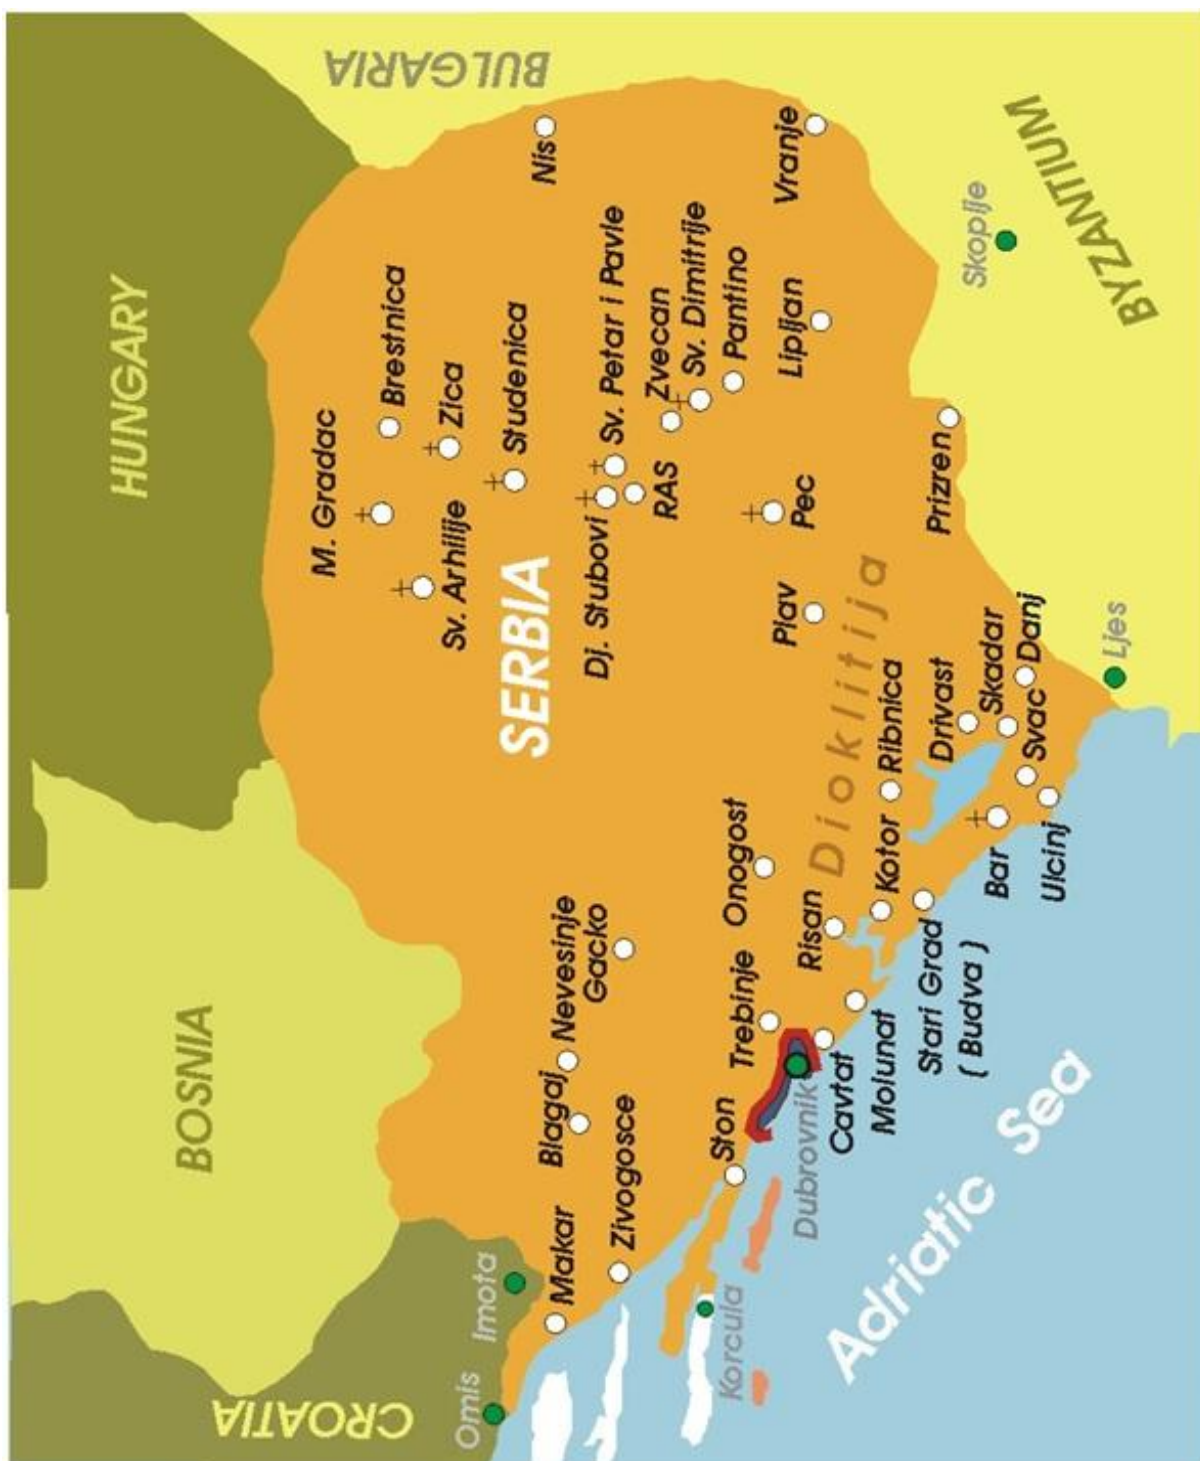 HUNGARY
BULGARIA
BOSNIA
CROATIA
SERBIA
BYZANTIUM
Dioklitija
Adriatic Sea
M. Gradac
Brestnica
Zica
Sv. Arhilije
Studenica
Nis
Dj. Stubovi
Sv. Petar i Pavle
RAS
Zvecan
Sv. Dimitrije
Pantino
Vranje
Lipljan
Skoplje
Pec
Plav
Prizren
Omis
Imota
Makar
Zivogosce
Blagaj
Nevesinje
Gacko
Ston
Trebinje
Onogost
Korcula
Dubrovnik
Cavtat
Molunat
Risan
Kotor
Ribnica
Stari Grad
( Budva )
Drivast
Skadar
Danj
Svac
Bar
Ulcinj
Ljes